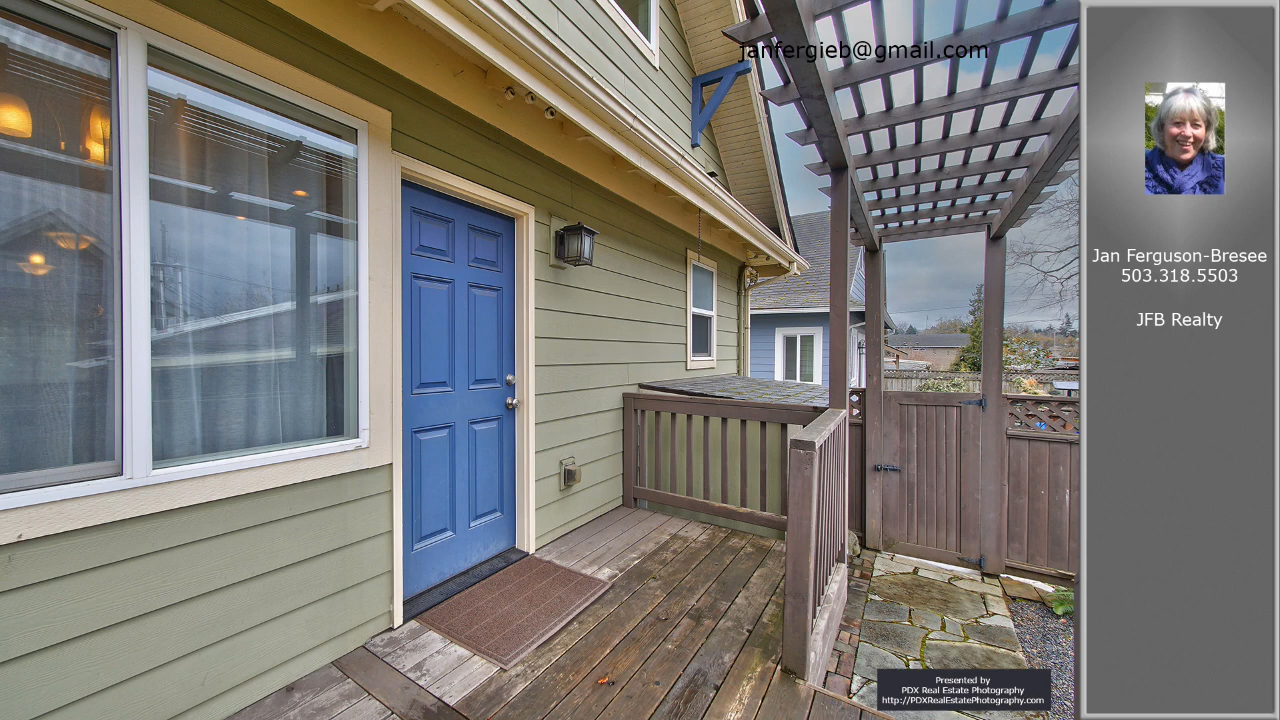 janfergieb@gmail.com
Jan Ferguson-Bresee
503.318.5503
JFB Realty
Presented by
PDX Real Estate Photography
http://PDXRealEstatePhotography.com